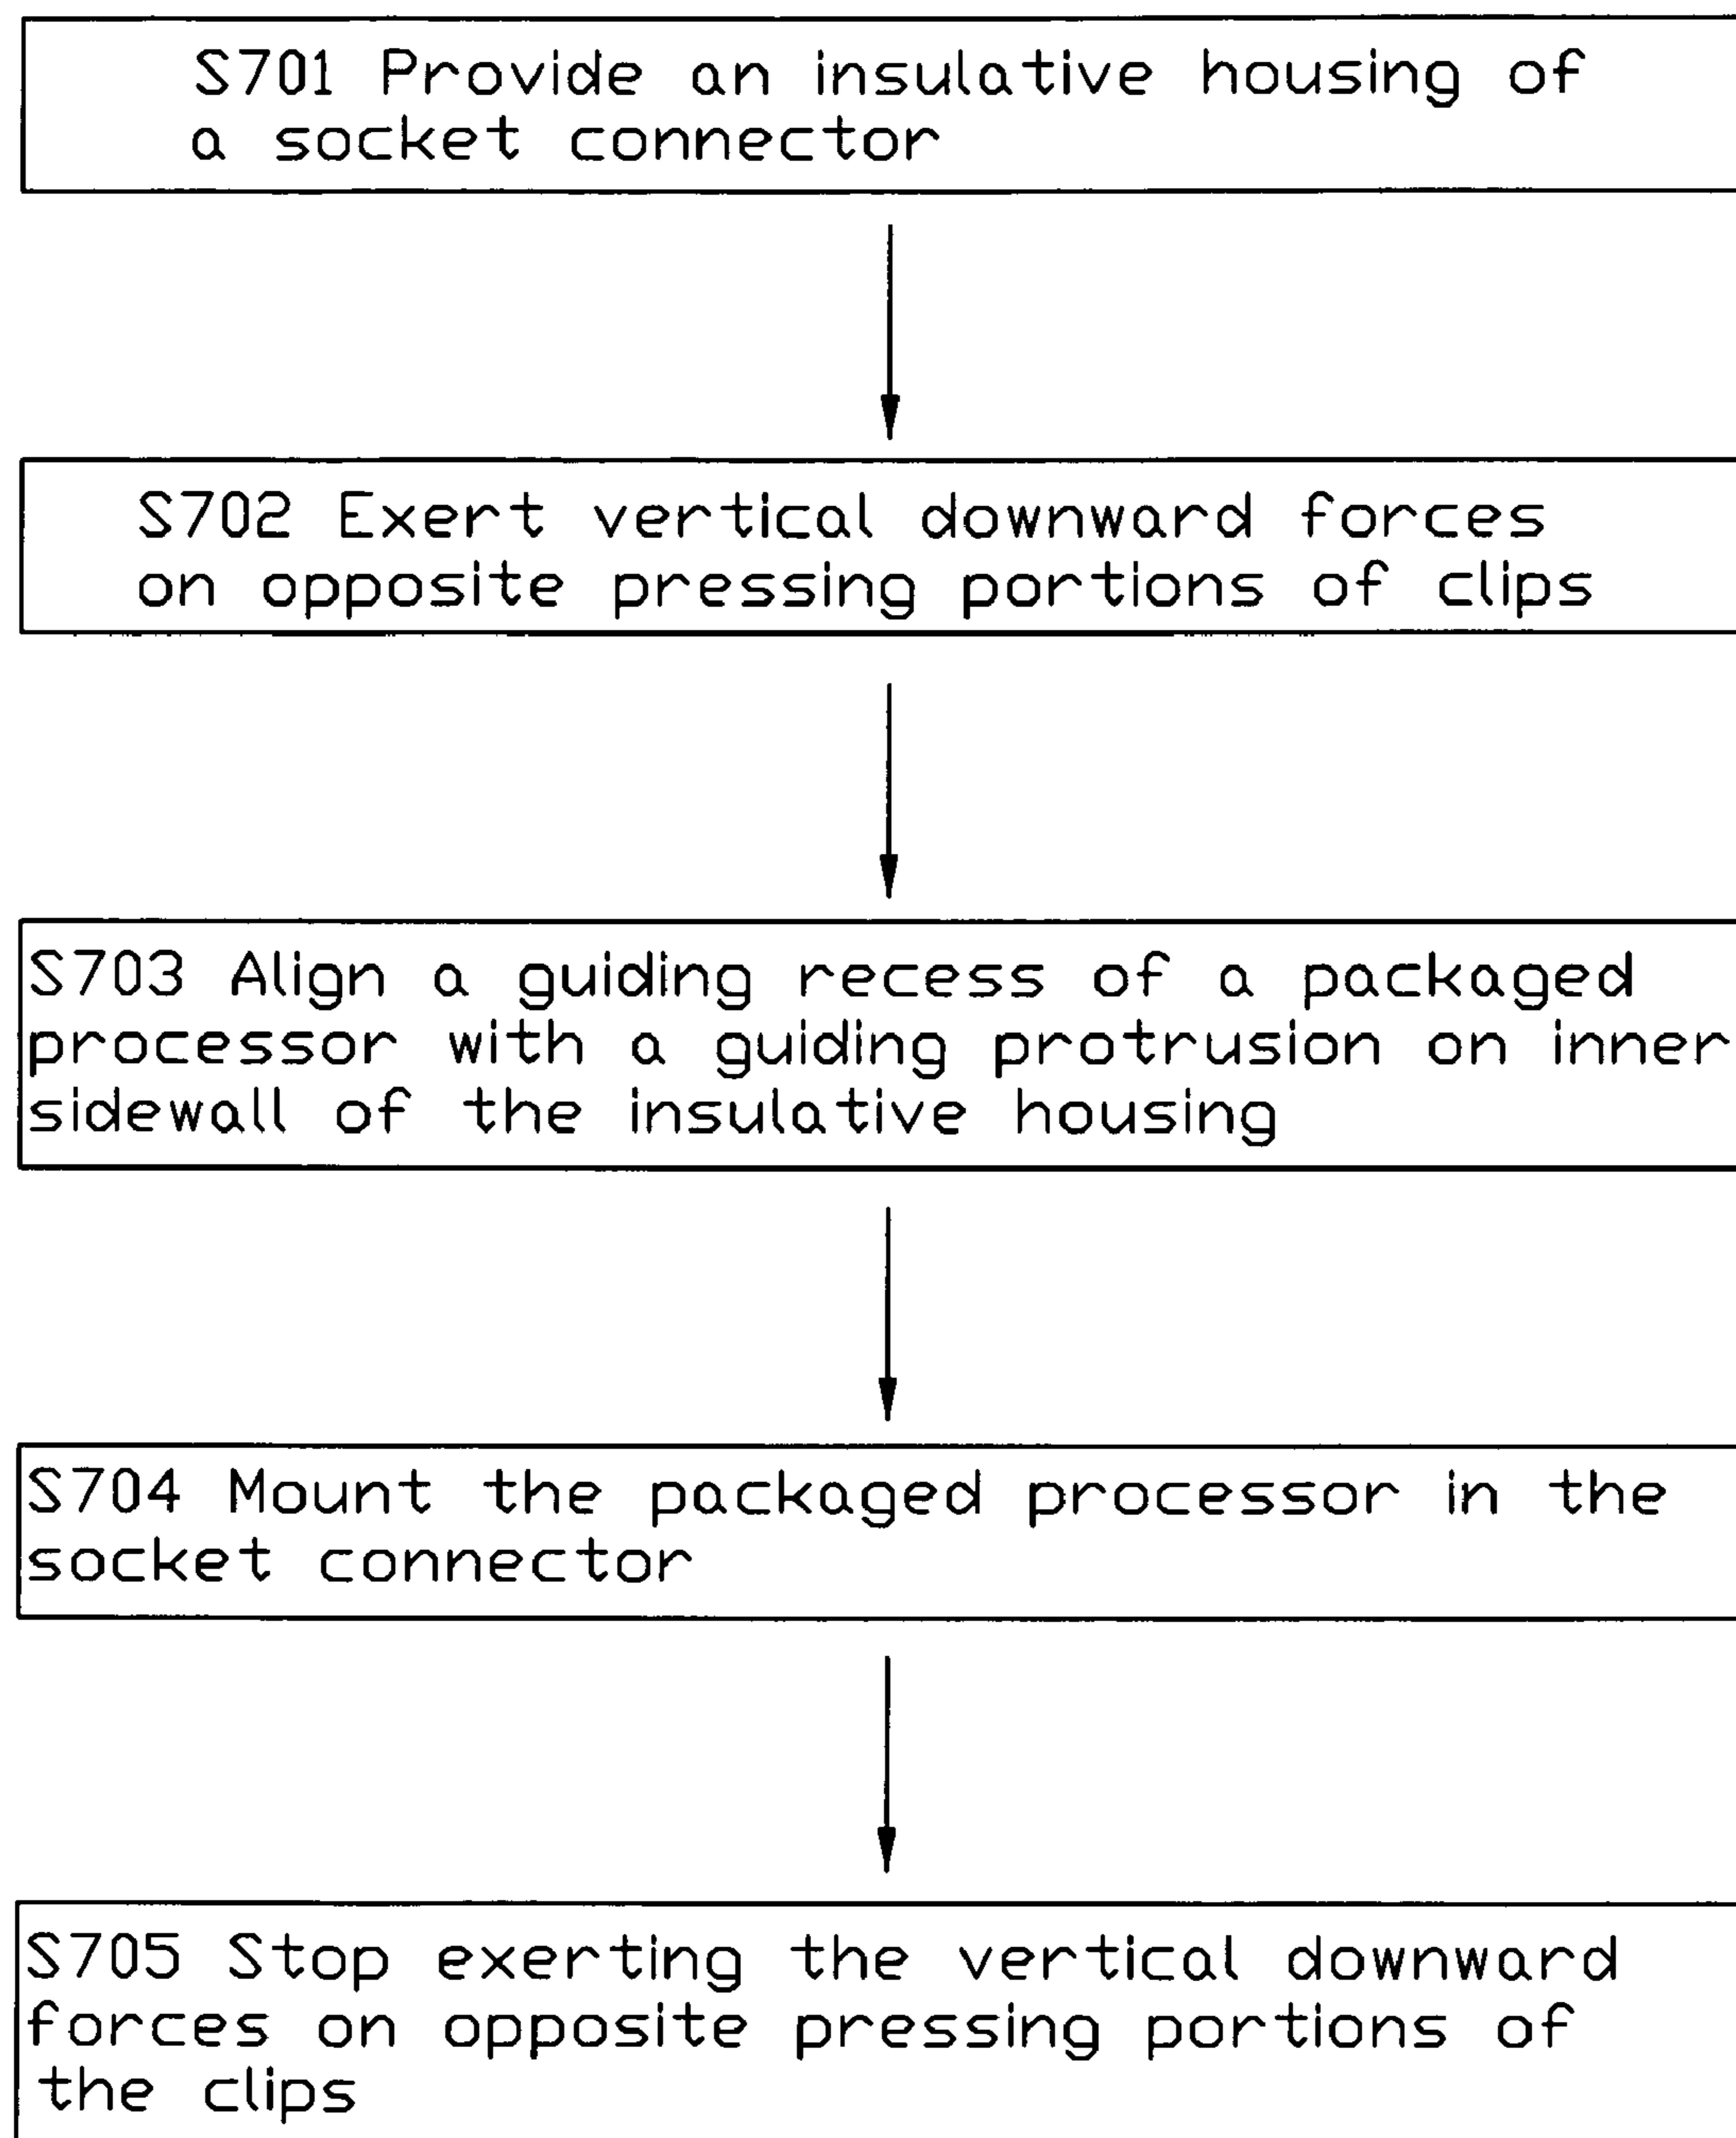 S701 Provide an insulative housing of
a socket connector
S702 Exert vertical downward forces
on opposite pressing portions of clips
S703 Align a guiding recess of a packaged
processor with a guiding protrusion on inner
sidewall of the insulative housing
S704 Mount the packaged processor in the
socket connector
S705 Stop exerting the vertical downward
forces on opposite pressing portions of
the clips